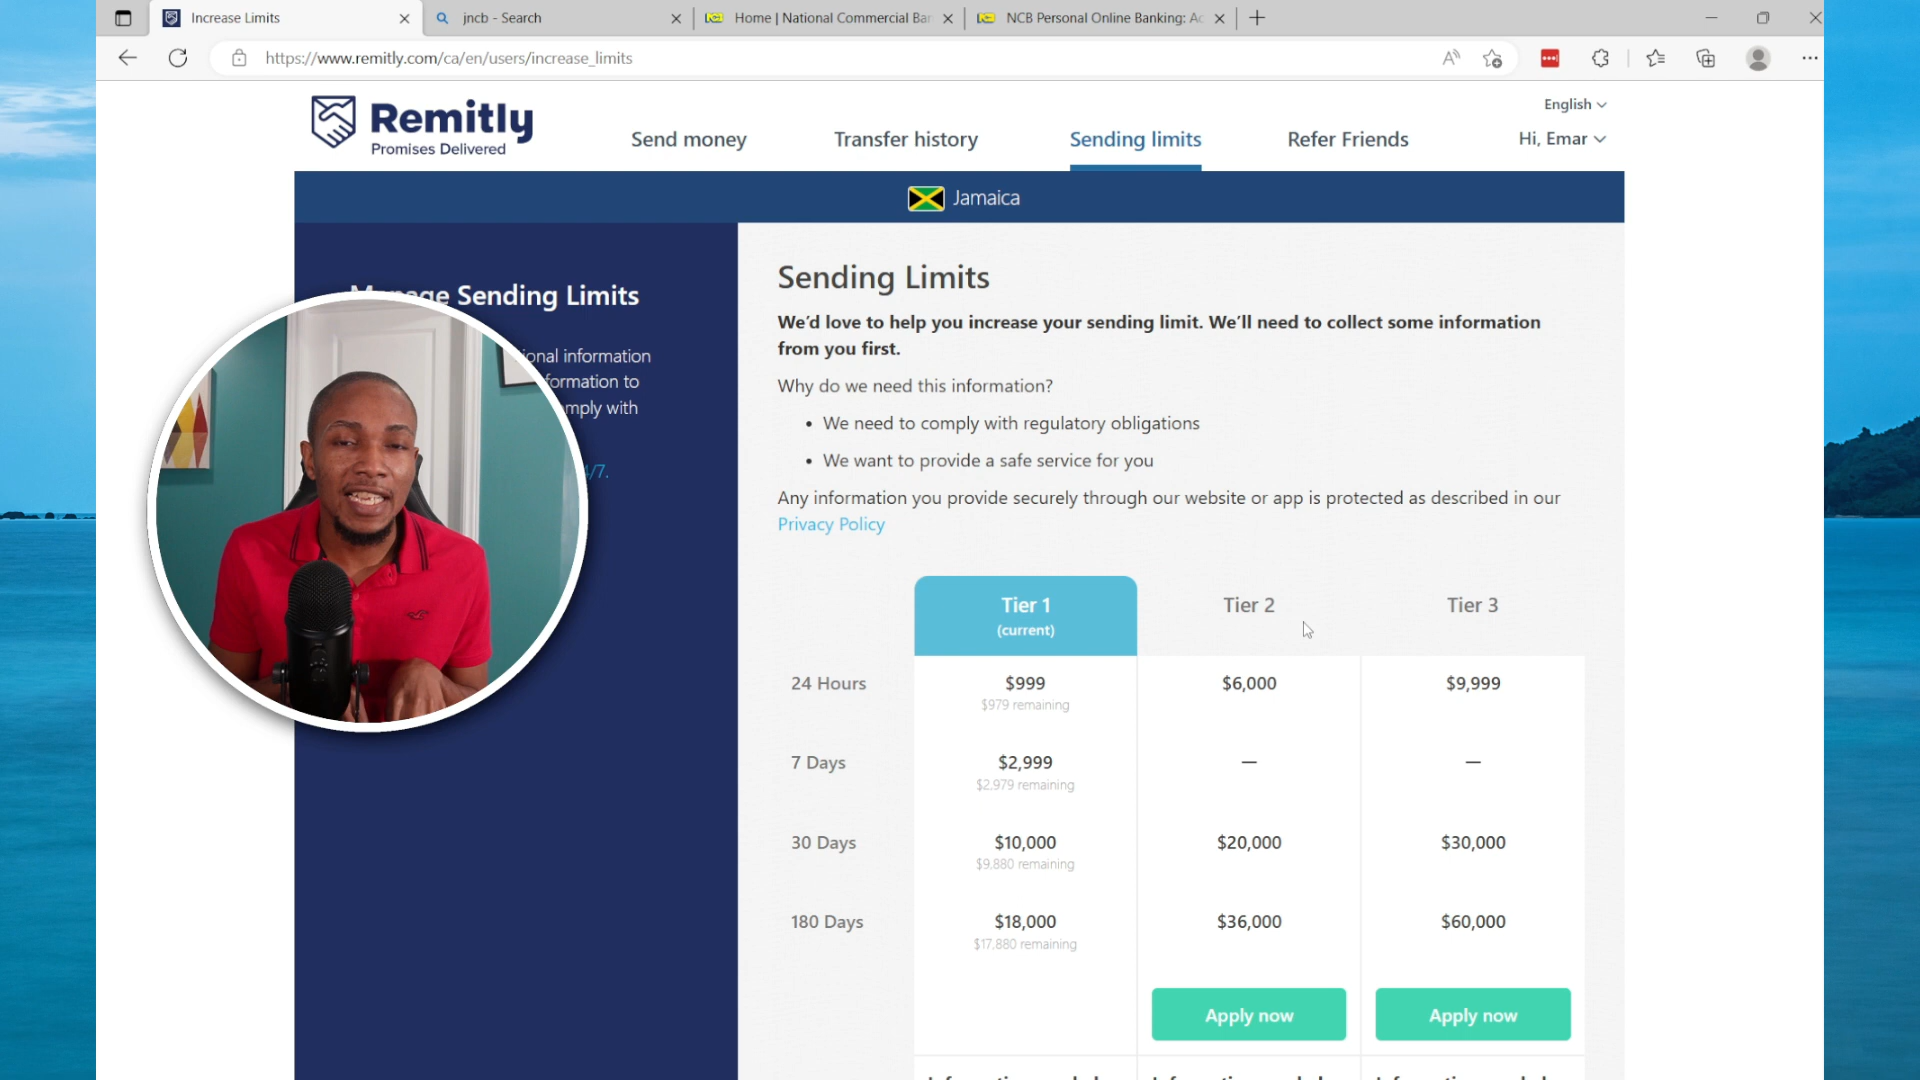 Increase Limits
jncb - Search
Home | National Commercial Ban
NCB Personal Online Banking: Ac
https://www.remitly.com/ca/en/users/increase_limits
Remitly
Promises Delivered
Send money
Transfer history
Sending limits
Refer Friends
English
Hi, Emar
Jamaica
Manage Sending Limits
ional information
formation to
mply with
/7.
Sending Limits
We'd love to help you increase your sending limit. We'll need to collect some information
from you first.
Why do we need this information?
• We need to comply with regulatory obligations
• We want to provide a safe service for you
Any information you provide securely through our website or app is protected as described in our
Privacy Policy
Tier 1
(current)
Tier 2
Tier 3
24 Hours
$999
$979 remaining
$6,000
$9,999
7 Days
$2,999
$2,979 remaining
—
—
30 Days
$10,000
$9,880 remaining
$20,000
$30,000
180 Days
$18,000
$17,880 remaining
$36,000
$60,000
Apply now
Apply now